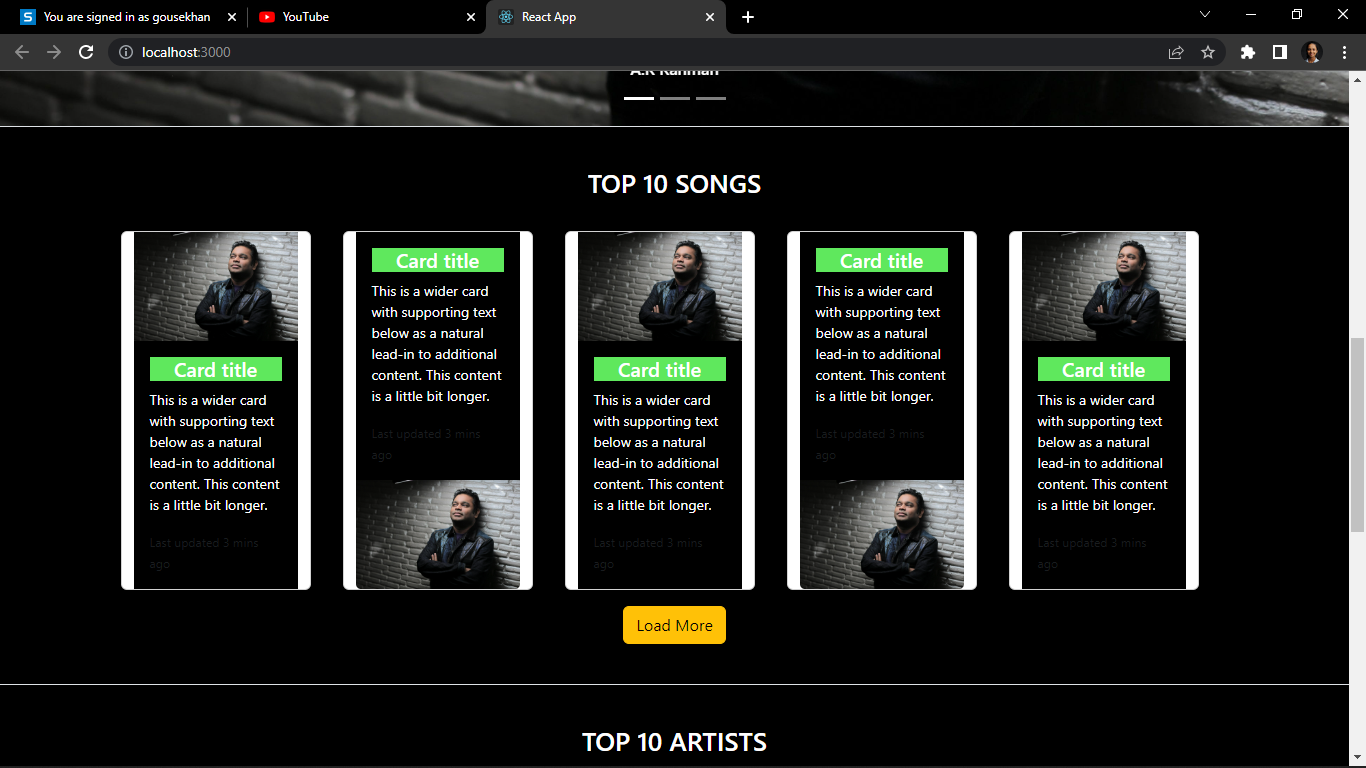 You are signed in as gousekhan
YouTube
React App
localhost:3000
A.R Rahman
TOP 10 SONGS
Card title
This is a wider card
with supporting text
below as a natural
lead-in to additional
content. This content
is a little bit longer.
Last updated 3 mins
ago
Card title
This is a wider card
with supporting text
below as a natural
lead-in to additional
content. This content
is a little bit longer.
Last updated 3 mins
ago
Card title
This is a wider card
with supporting text
below as a natural
lead-in to additional
content. This content
is a little bit longer.
Last updated 3 mins
ago
Card title
This is a wider card
with supporting text
below as a natural
lead-in to additional
content. This content
is a little bit longer.
Last updated 3 mins
ago
Card title
This is a wider card
with supporting text
below as a natural
lead-in to additional
content. This content
is a little bit longer.
Last updated 3 mins
ago
Load More
TOP 10 ARTISTS